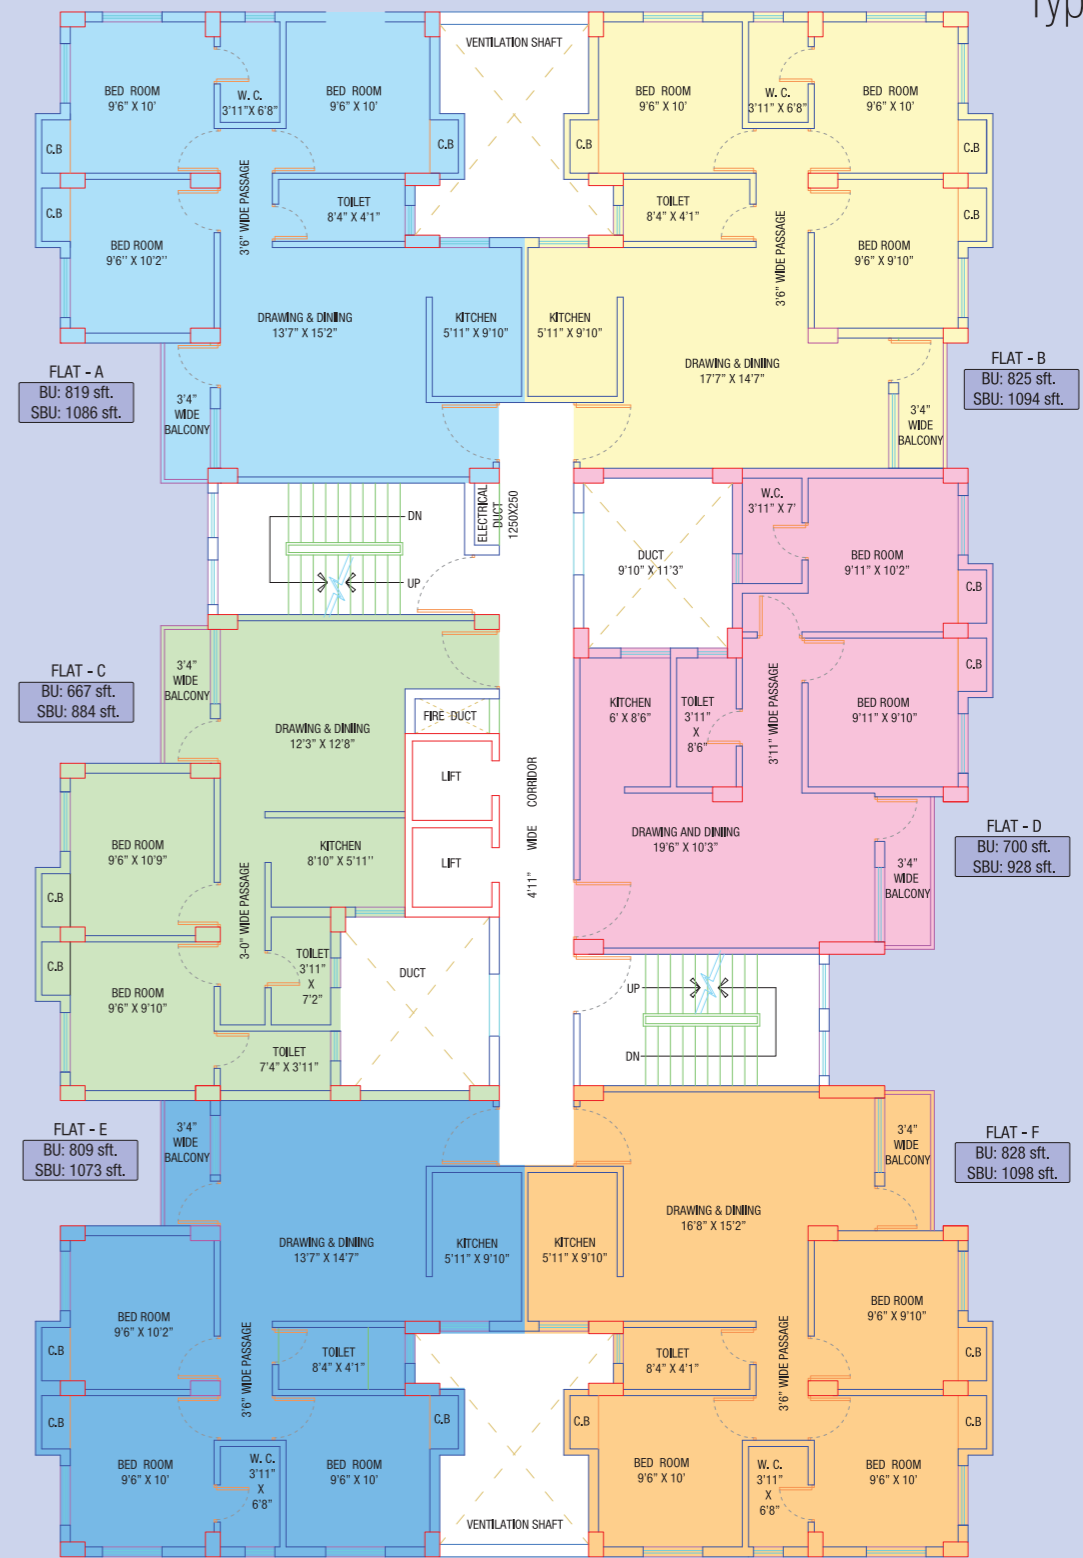 Typ
VENTILATION SHAFT
BED ROOM
9'6" X 10'
W. C.
3'11"X 6'8"
BED ROOM
9'6" X 10'
C.B
C.B
C.B
3'6" WIDE PASSAGE
TOILET
8'4" X 4'1"
BED ROOM
9'6'' X 10'2''
DRAWING & DINING
13'7" X 15'2"
KITCHEN
5'11" X 9'10"
FLAT - A
BU: 819 sft.
SBU: 1086 sft.
3'4"
WIDE
BALCONY
BED ROOM
9'6" X 10'
W. C.
3'11" X 6'8"
BED ROOM
9'6" X 10'
C.B
C.B
C.B
TOILET
8'4" X 4'1"
3'6" WIDE PASSAGE
BED ROOM
9'6" X 9'10"
KITCHEN
5'11" X 9'10"
DRAWING & DINING
17'7" X 14'7"
FLAT - B
BU: 825 sft.
SBU: 1094 sft.
3'4"
WIDE
BALCONY
DN
UP
ELECTRICAL
DUCT
1250X250
DUCT
9'10" X 11'3"
W.C.
3'11" X 7'
BED ROOM
9'11" X 10'2"
C.B
C.B
FLAT - C
BU: 667 sft.
SBU: 884 sft.
3'4"
WIDE
BALCONY
FIRE DUCT
DRAWING & DINING
12'3" X 12'8"
LIFT
LIFT
4'11" WIDE CORRIDOR
KITCHEN
6' X 8'6"
TOILET
3'11"
X
8'6"
3'11" WIDE PASSAGE
BED ROOM
9'11" X 9'10"
DRAWING AND DINING
19'6" X 10'3"
FLAT - D
BU: 700 sft.
SBU: 928 sft.
3'4"
WIDE
BALCONY
BED ROOM
9'6" X 10'9"
KITCHEN
8'10" X 5'11''
C.B
C.B
3-0" WIDE PASSAGE
TOILET
3'11"
X
7'2"
DUCT
BED ROOM
9'6" X 9'10"
TOILET
7'4" X 3'11"
UP
DN
FLAT - E
BU: 809 sft.
SBU: 1073 sft.
3'4"
WIDE
BALCONY
DRAWING & DINING
13'7" X 14'7"
KITCHEN
5'11" X 9'10"
BED ROOM
9'6" X 10'2"
C.B
C.B
C.B
3'6" WIDE PASSAGE
TOILET
8'4" X 4'1"
BED ROOM
9'6" X 10'
W. C.
3'11"
X
6'8"
BED ROOM
9'6" X 10'
VENTILATION SHAFT
FLAT - F
BU: 828 sft.
SBU: 1098 sft.
3'4"
WIDE
BALCONY
DRAWING & DINING
16'8" X 15'2"
KITCHEN
5'11" X 9'10"
BED ROOM
9'6" X 9'10"
TOILET
8'4" X 4'1"
3'6" WIDE PASSAGE
C.B
C.B
C.B
BED ROOM
9'6" X 10'
W. C.
3'11"
X
6'8"
BED ROOM
9'6" X 10'